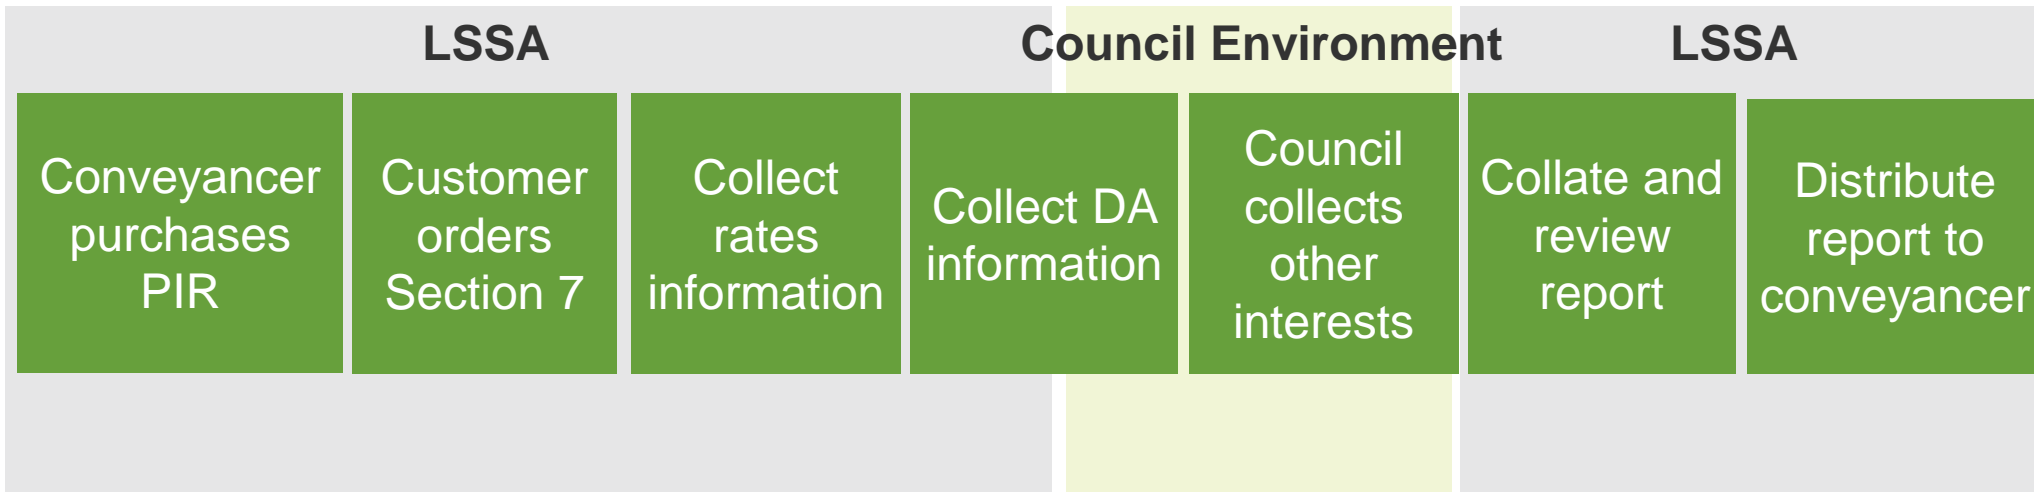 LSSA
Council Environment
LSSA
Conveyancer
purchases
PIR
Customer
orders
Section 7
Collect
rates
information
Collect DA
information
Council
collects
other
interests
Collate and
review
report
Distribute
report to
conveyancer